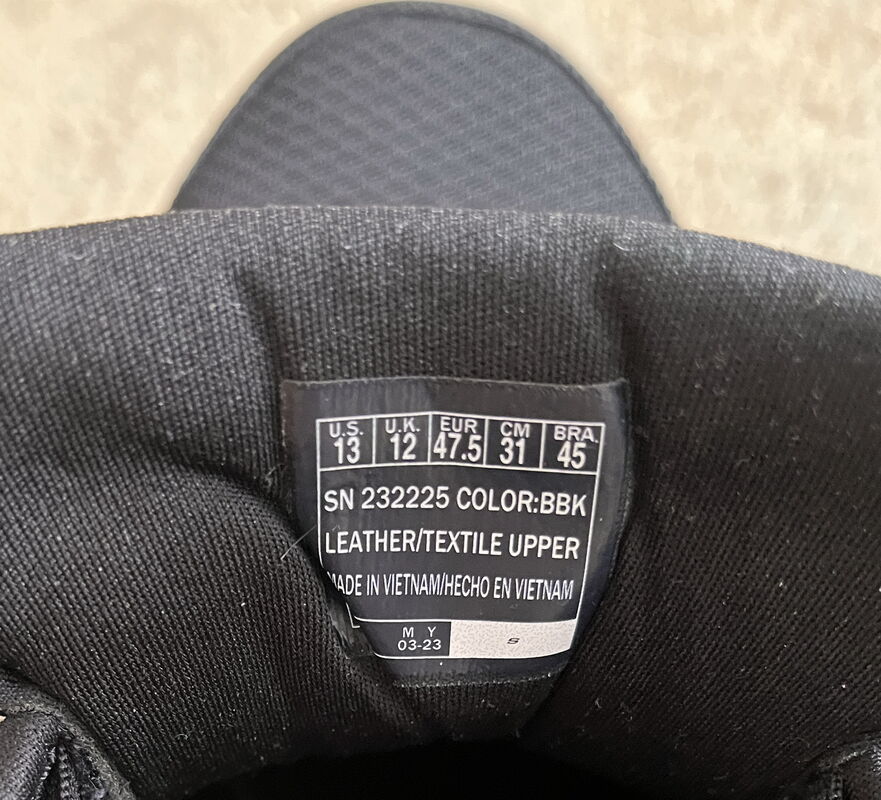 U.S. U.K. EUR CM BRA.
13 12 47.5 31 45
SN 232225 COLOR:BBK
LEATHER/TEXTILE UPPER
MADE IN VIETNAM/HECHO EN VIETNAM
M Y
03-23
S